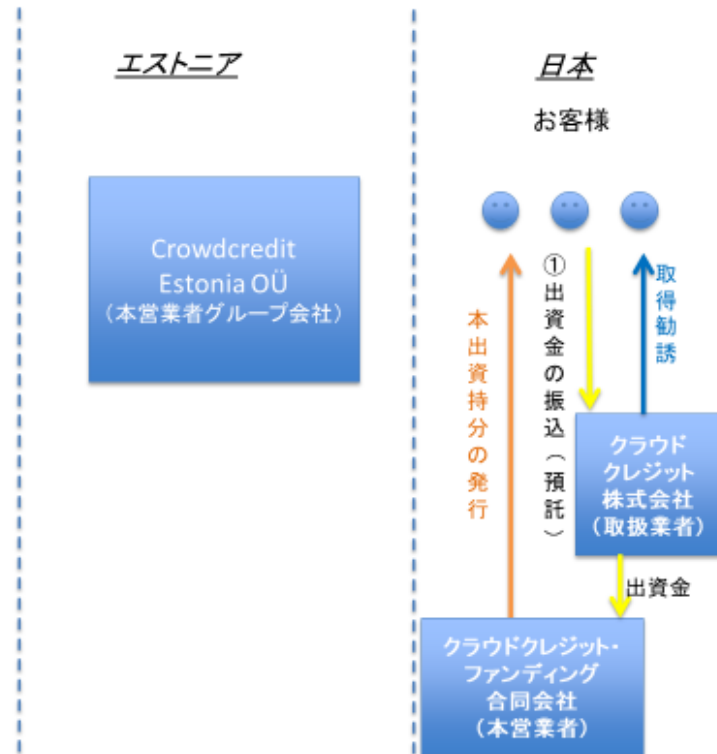 エストニア
日本
お客様
Crowdcredit
Estonia OÜ
（本営業者グループ会社）
本出資持分の発行
①出資金の振込（預託）
取得勧誘
クラウド
クレジット
株式会社
（取扱業者）
出資金
クラウドクレジット・
ファンディング
合同会社
（本営業者）